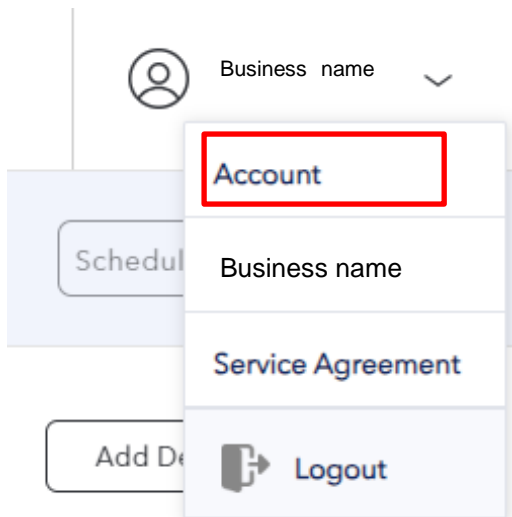 Business name
Account
Schedul
Business name
Service Agreement
Add De
Logout